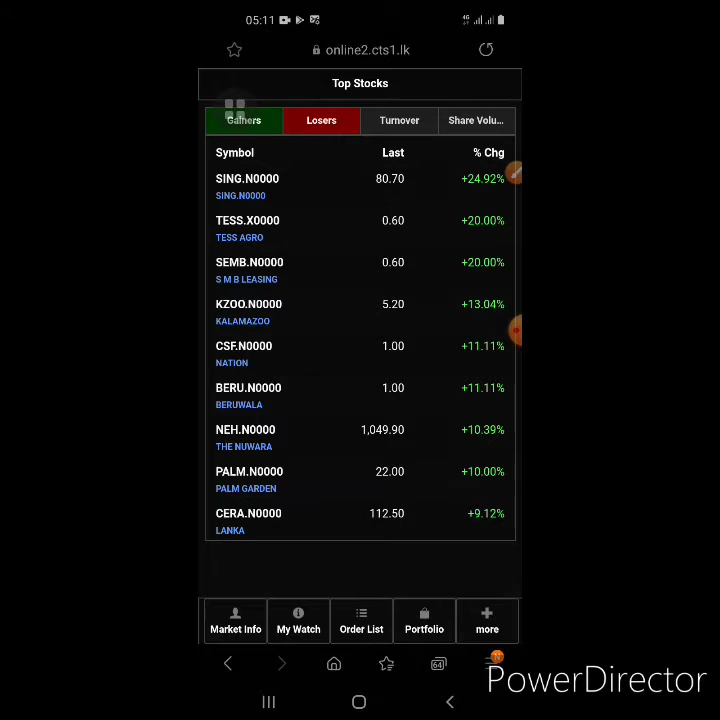 05:11
online2.cts1.lk
Top Stocks
Gainers Losers Turnover Share Volu...
Symbol Last % Chg
SING.N0000 80.70 +24.92%
SING.N0000
TESS.X0000 0.60 +20.00%
TESS AGRO
SEMB.N0000 0.60 +20.00%
S M B LEASING
KZOO.N0000 5.20 +13.04%
KALAMAZOO
CSF.N0000 1.00 +11.11%
NATION
BERU.N0000 1.00 +11.11%
BERUWALA
NEH.N0000 1,049.90 +10.39%
THE NUWARA
PALM.N0000 22.00 +10.00%
PALM GARDEN
CERA.N0000 112.50 +9.12%
LANKA
Market Info My Watch Order List Portfolio more
64
PowerDirector